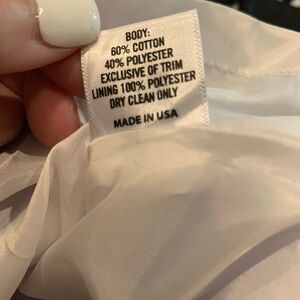 BODY:
60% COTTON
40% POLYESTER
EXCLUSIVE OF TRIM
LINING 100% POLYESTER
DRY CLEAN ONLY
MADE IN USA